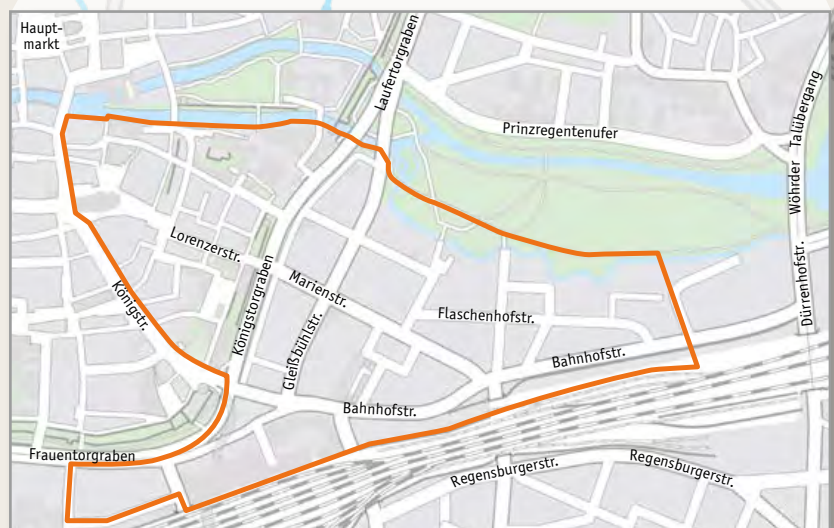 Haupt-
markt
Laufertorgraben
Prinzregentenufer
Wöhrder Talübergang
Lorenzerstr.
Königstorgraben
Marienstr.
Königstr.
Gleißbühlstr.
Flaschenhofstr.
Dürrenhofstr.
Bahnhofstr.
Bahnhofstr.
Frauentorgraben
Regensburgerstr.
Regensburgerstr.